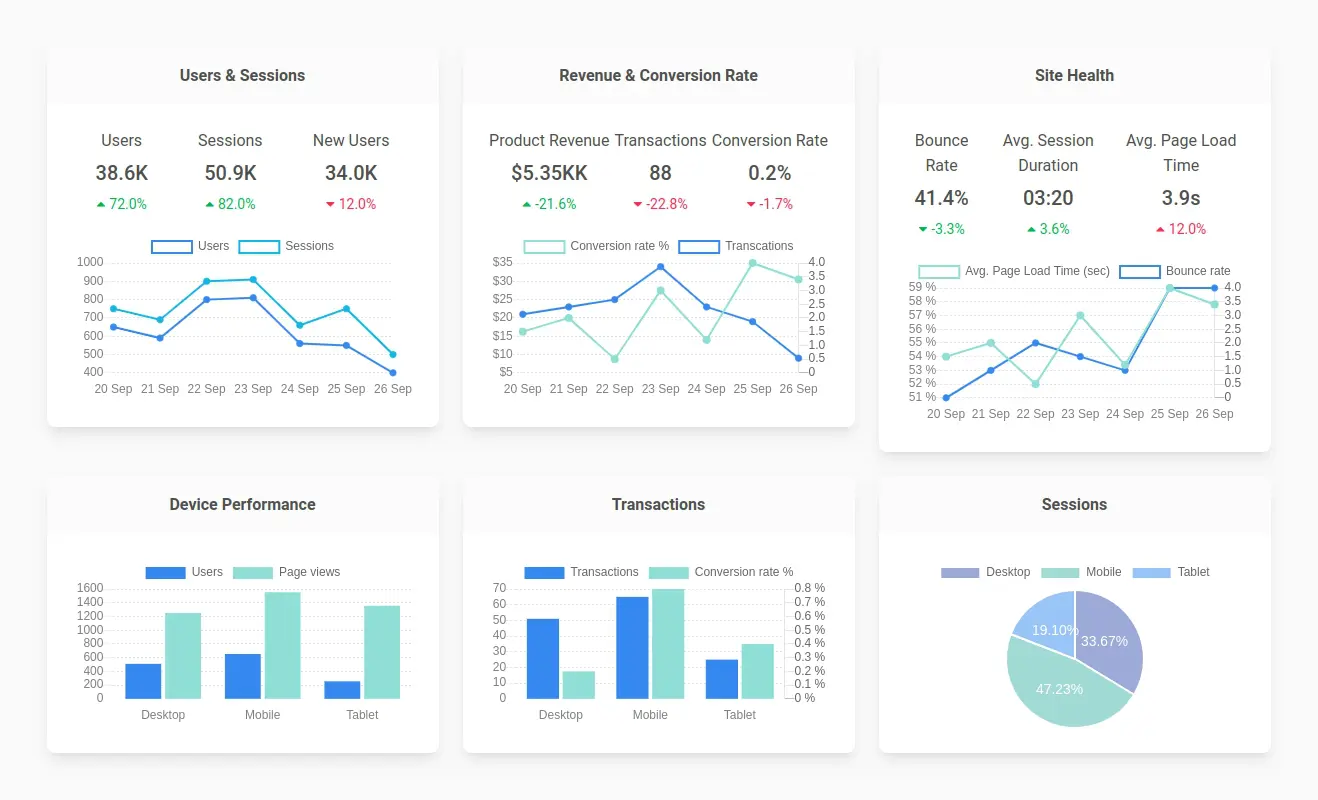 Users & Sessions
Users Sessions New Users
38.6K 50.9K 34.0K
72.0% 82.0% 12.0%
Users Sessions
1000
900
800
700
600
500
400
20 Sep 21 Sep 22 Sep 23 Sep 24 Sep 25 Sep 26 Sep
Revenue & Conversion Rate
Product Revenue Transactions Conversion Rate
$5.35KK 88 0.2%
-21.6% -22.8% -1.7%
Conversion rate % Transcations
$35 4.0
$30 3.5
$25 3.0
$20 2.5
$15 2.0
$10 1.5
$5 1.0
0.5
0
20 Sep 21 Sep 22 Sep 23 Sep 24 Sep 25 Sep 26 Sep
Site Health
Bounce Rate Avg. Session Duration Avg. Page Load Time
41.4% 03:20 3.9s
-3.3% 3.6% 12.0%
Avg. Page Load Time (sec) Bounce rate
59 % 4.0
58 % 3.5
57 % 3.0
56 % 2.5
55 % 2.0
54 % 1.5
53 % 1.0
52 % 0.5
51 % 0
20 Sep 21 Sep 22 Sep 23 Sep 24 Sep 25 Sep 26 Sep
Device Performance
Users Page views
1600
1400
1200
1000
800
600
400
200
0
Desktop Mobile Tablet
Transactions
Transactions Conversion rate %
70 0.8 %
60 0.7 %
50 0.6 %
40 0.5 %
30 0.4 %
20 0.3 %
10 0.2 %
0 0.1 %
0 %
Desktop Mobile Tablet
Sessions
Desktop Mobile Tablet
19.10%
33.67%
47.23%